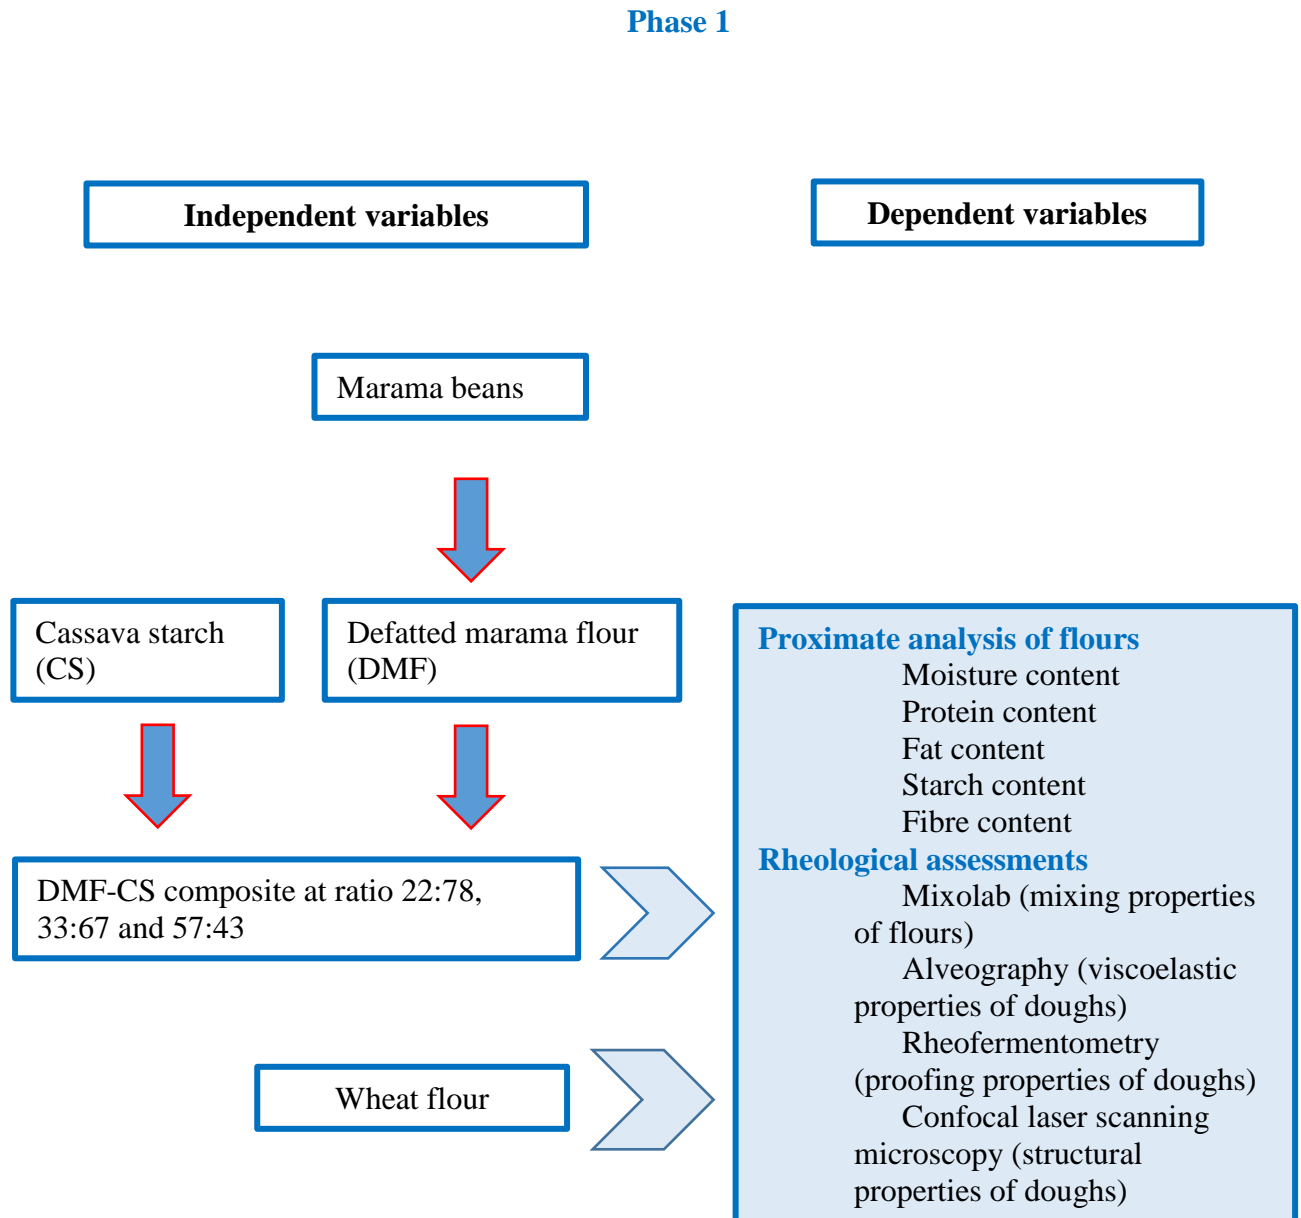 Phase 1
Independent variables
Dependent variables
Marama beans
Cassava starch
(CS)
Defatted marama flour
(DMF)
DMF-CS composite at ratio 22:78,
33:67 and 57:43
Wheat flour
Proximate analysis of flours
Moisture content
Protein content
Fat content
Starch content
Fibre content
Rheological assessments
Mixolab (mixing properties
of flours)
Alveography (viscoelastic
properties of doughs)
Rheofermentometry
(proofing properties of doughs)
Confocal laser scanning
microscopy (structural
properties of doughs)